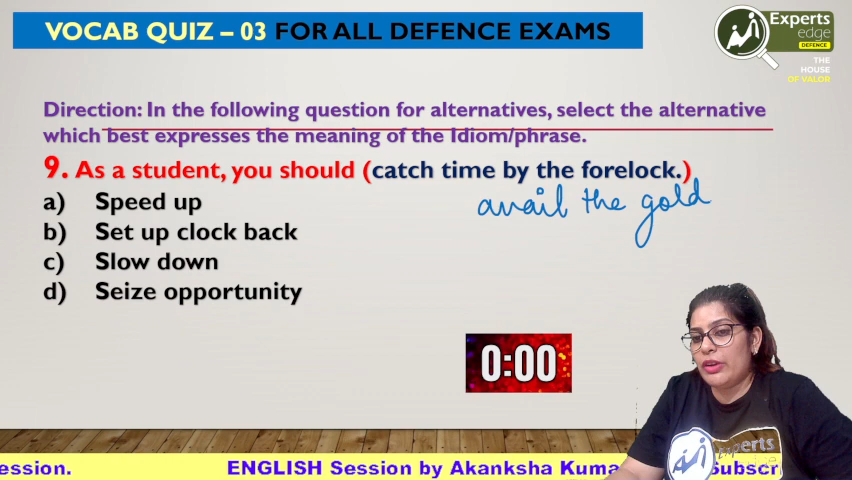 VOCAB QUIZ – 03 FOR ALL DEFENCE EXAMS
Experts
edge
DEFENCE
THE
HOUSE
OF VALOR
Direction: In the following question for alternatives, select the alternative
which best expresses the meaning of the Idiom/phrase.
9. As a student, you should (catch time by the forelock.)
avail the gold
a) Speed up
b) Set up clock back
c) Slow down
d) Seize opportunity
0:00
Experts
ession. ENGLISH Session by Akanksha Kuma Subscr